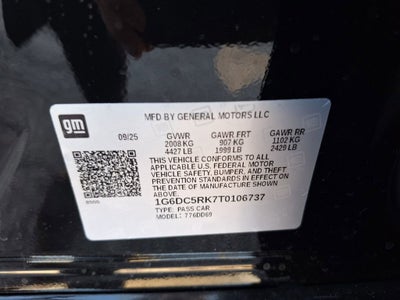 gm
MFD BY GENERAL MOTORS LLC
09/25 GVWR GAWR FRT GAWR RR
2008 KG 907 KG 1102 KG
4427 LB 1999 LB 2429 LB
THIS VEHICLE CONFORMS TO ALL
APPLICABLE U.S. FEDERAL MOTOR
VEHICLE SAFETY, BUMPER, AND THEFT
PREVENTION STANDARDS IN EFFECT ON
THE DATE OF MANUFACTURE SHOWN
ABOVE.
1G6DC5RK7T0106737
TYPE: PASS CAR
MODEL: 776DD69